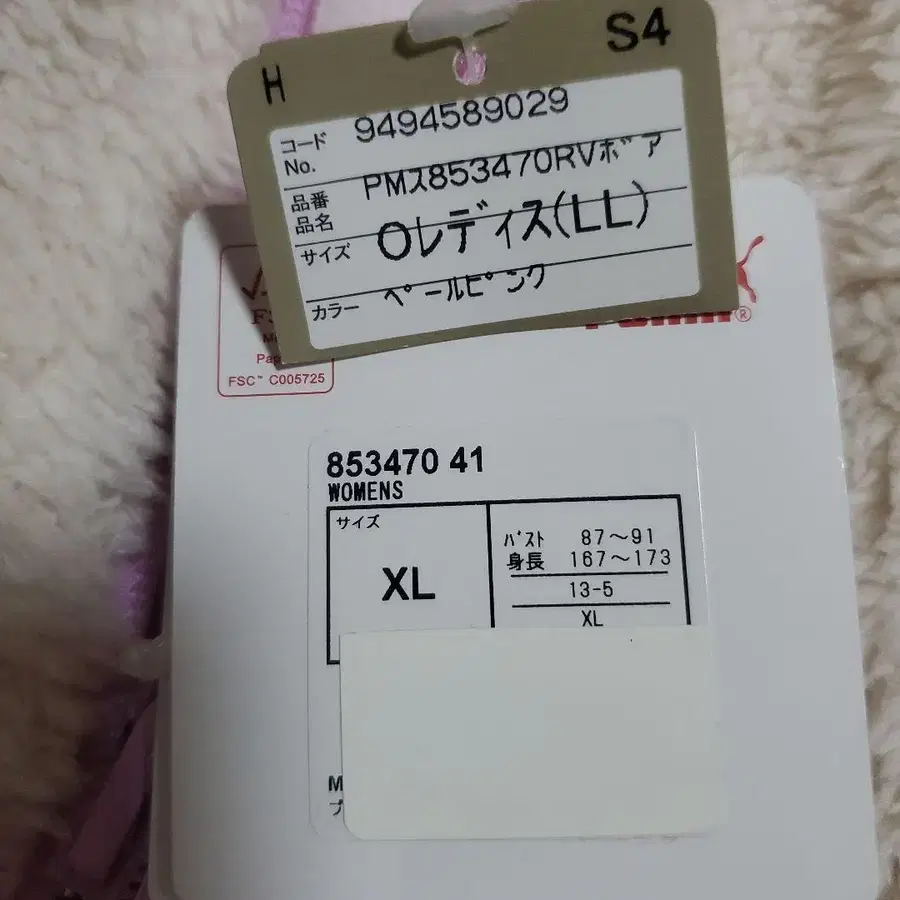 H S4
コード No. 9494589029
品番 品名 PMス853470RVボア
サイズ Oレディス(LL)
カラー ペールピンク
FSC™ C005725
853470 41
WOMENS
サイズ
XL
バスト 87～91
身長 167～173
13-5
XL